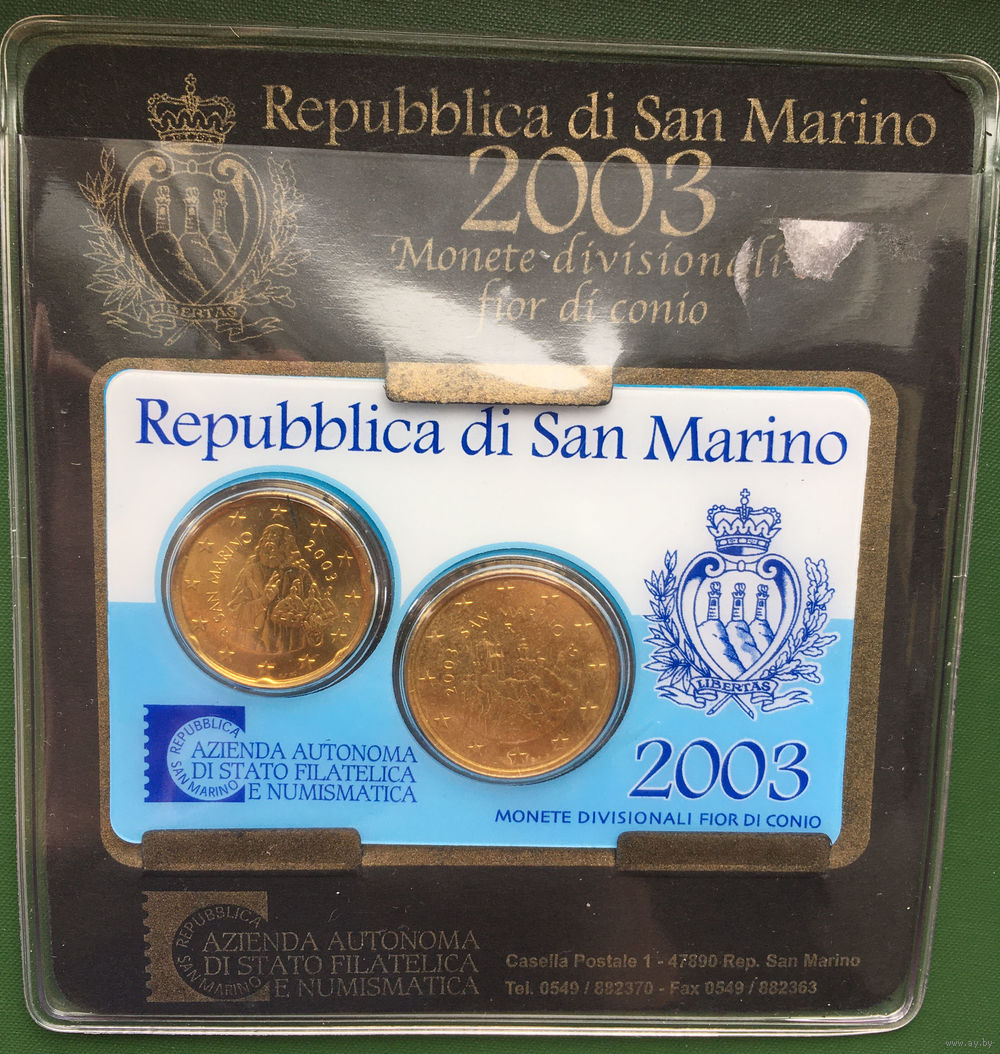 Repubblica di San Marino
2003
Monete divisionali
fior di conio
LIBERTAS
Repubblica di San Marino
SAN MARINO 2003
2003 SAN MARINO
LIBERTAS
REPUBBLICA
SAN MARINO
AZIENDA AUTONOMA
DI STATO FILATELICA
E NUMISMATICA
2003
MONETE DIVISIONALI FIOR DI CONIO
REPUBBLICA
SAN MARINO
AZIENDA AUTONOMA
DI STATO FILATELICA
E NUMISMATICA
Casella Postale 1 - 47890 Rep. San Marino
Tel. 0549 / 882370 - Fax 0549 / 882363
www.ay.by